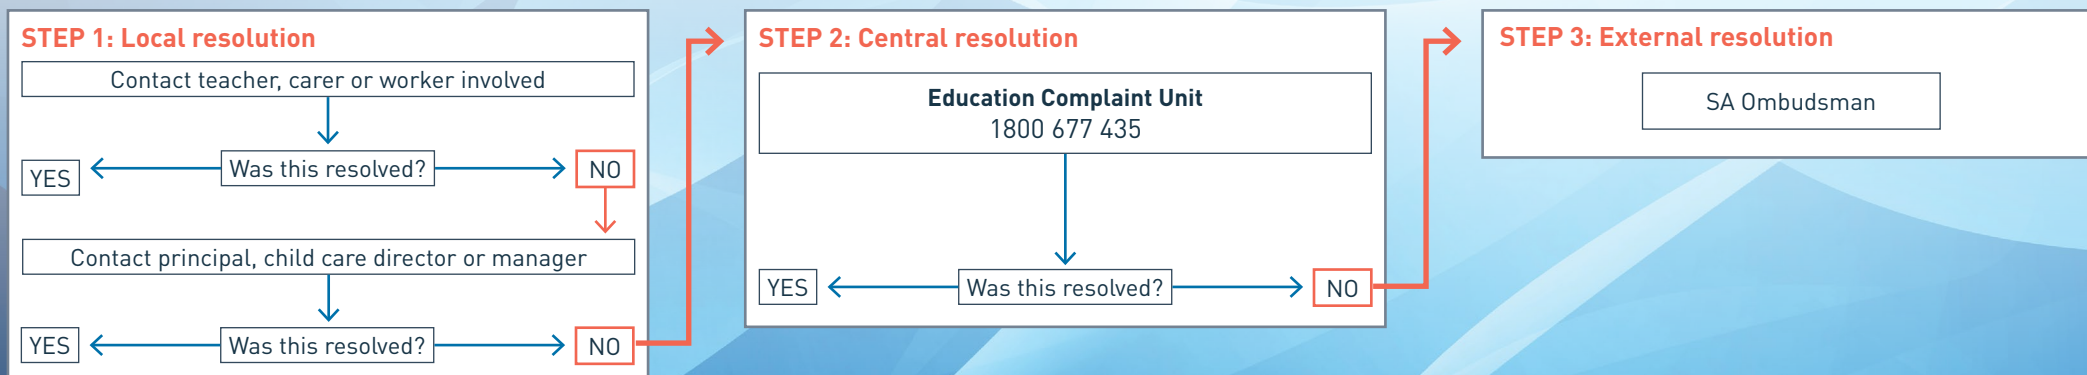 STEP 1: Local resolution
Contact teacher, carer or worker involved
Was this resolved?
YES
NO
Contact principal, child care director or manager
Was this resolved?
YES
NO
STEP 2: Central resolution
Education Complaint Unit
1800 677 435
Was this resolved?
YES
NO
STEP 3: External resolution
SA Ombudsman